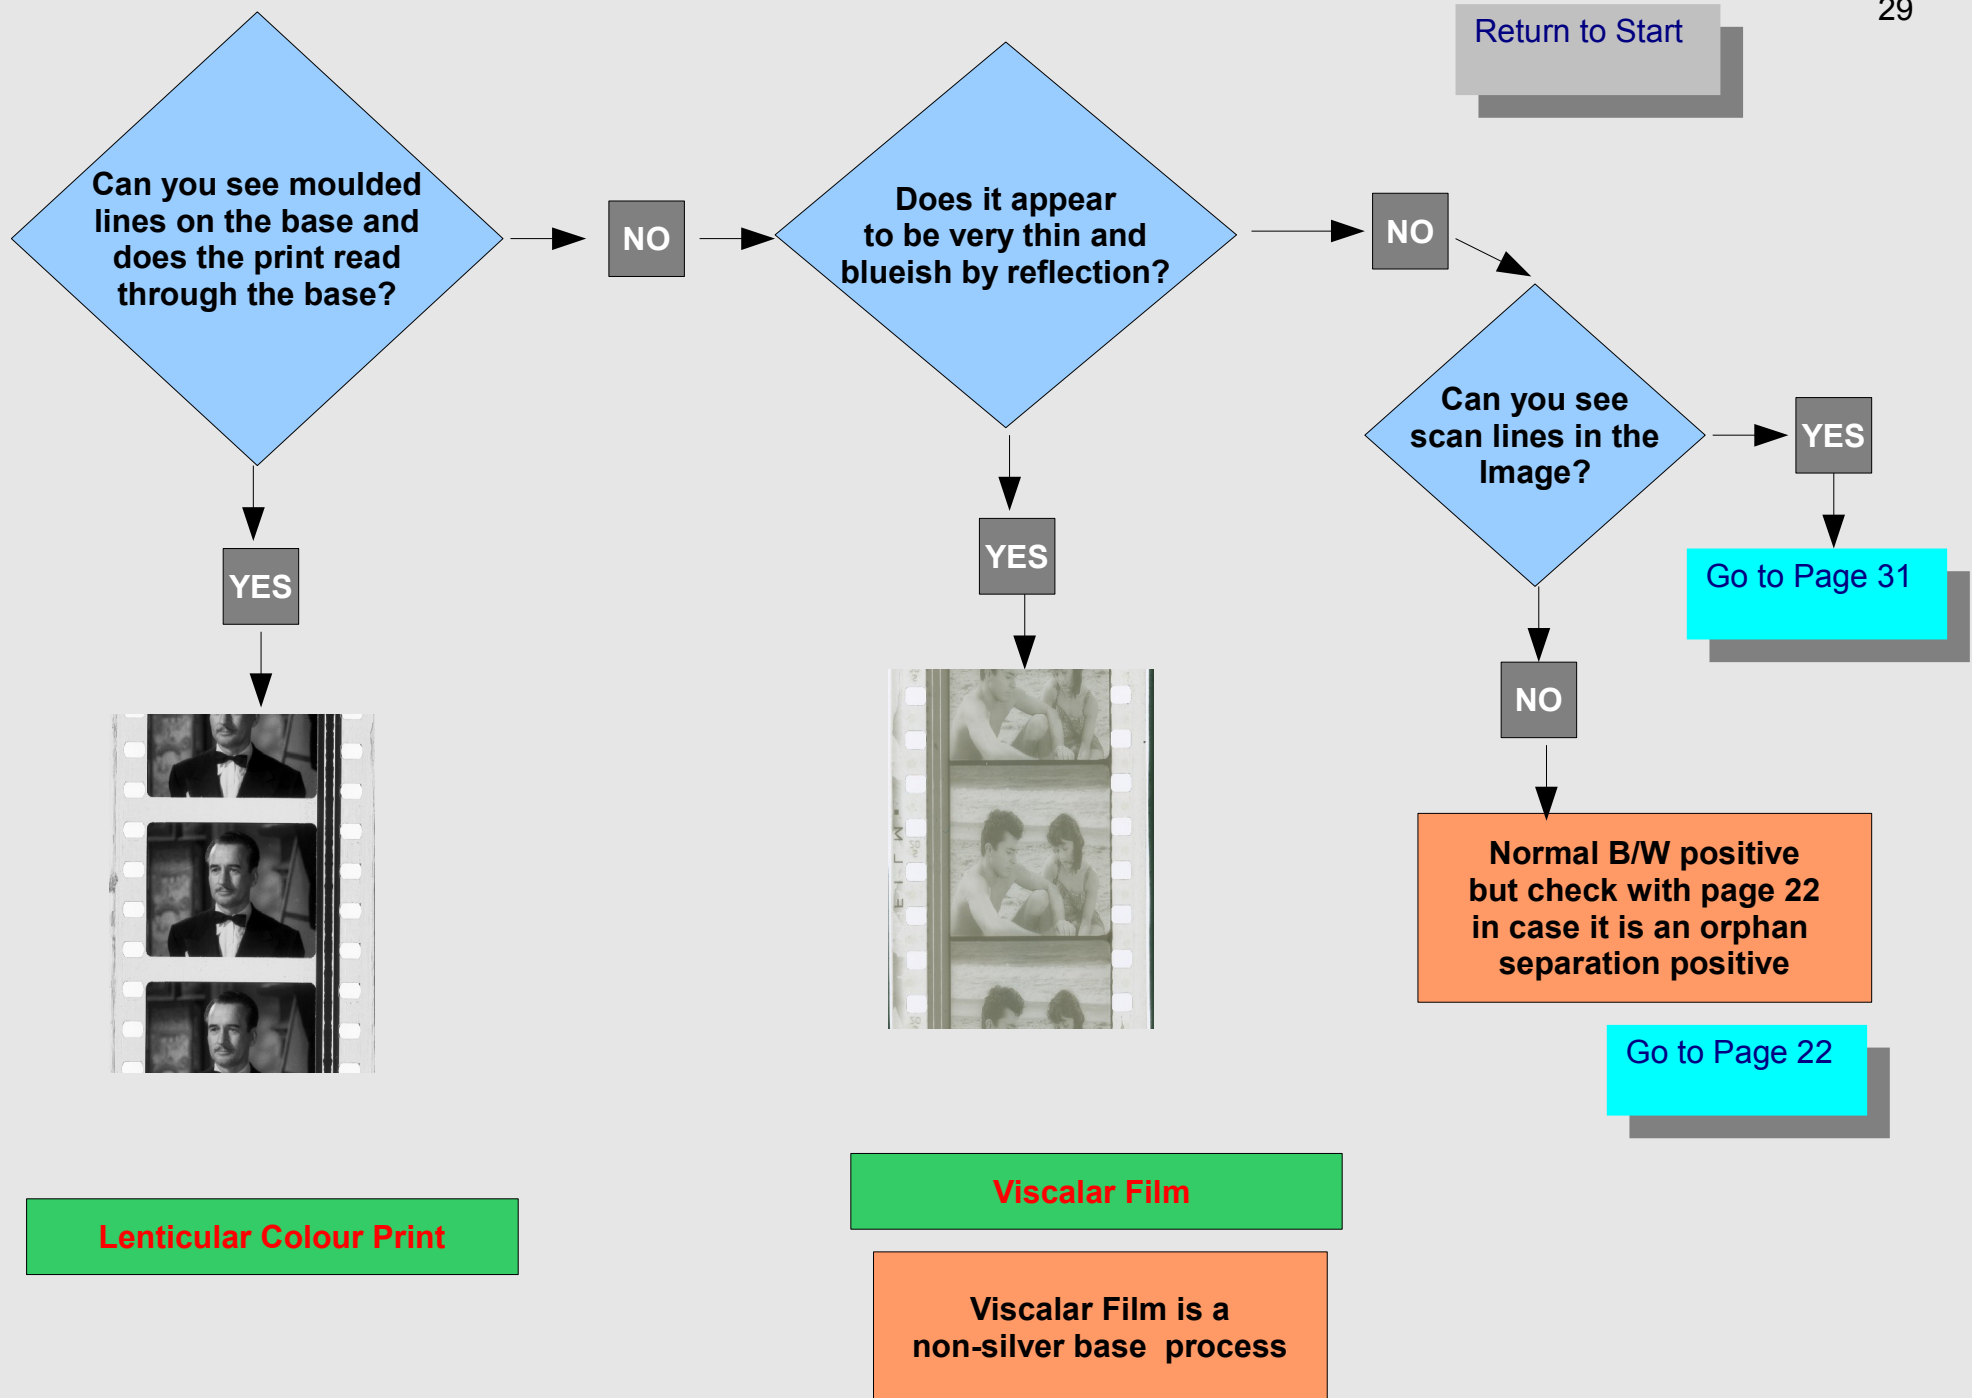 29
Return to Start
Can you see moulded
lines on the base and
does the print read
through the base?
NO
Does it appear
to be very thin and
blueish by reflection?
NO
Can you see
scan lines in the
Image?
YES
Go to Page 31
YES
YES
NO
Normal B/W positive
but check with page 22
in case it is an orphan
separation positive
Go to Page 22
FILM
Lenticular Colour Print
Viscalar Film
Viscalar Film is a
non-silver base process